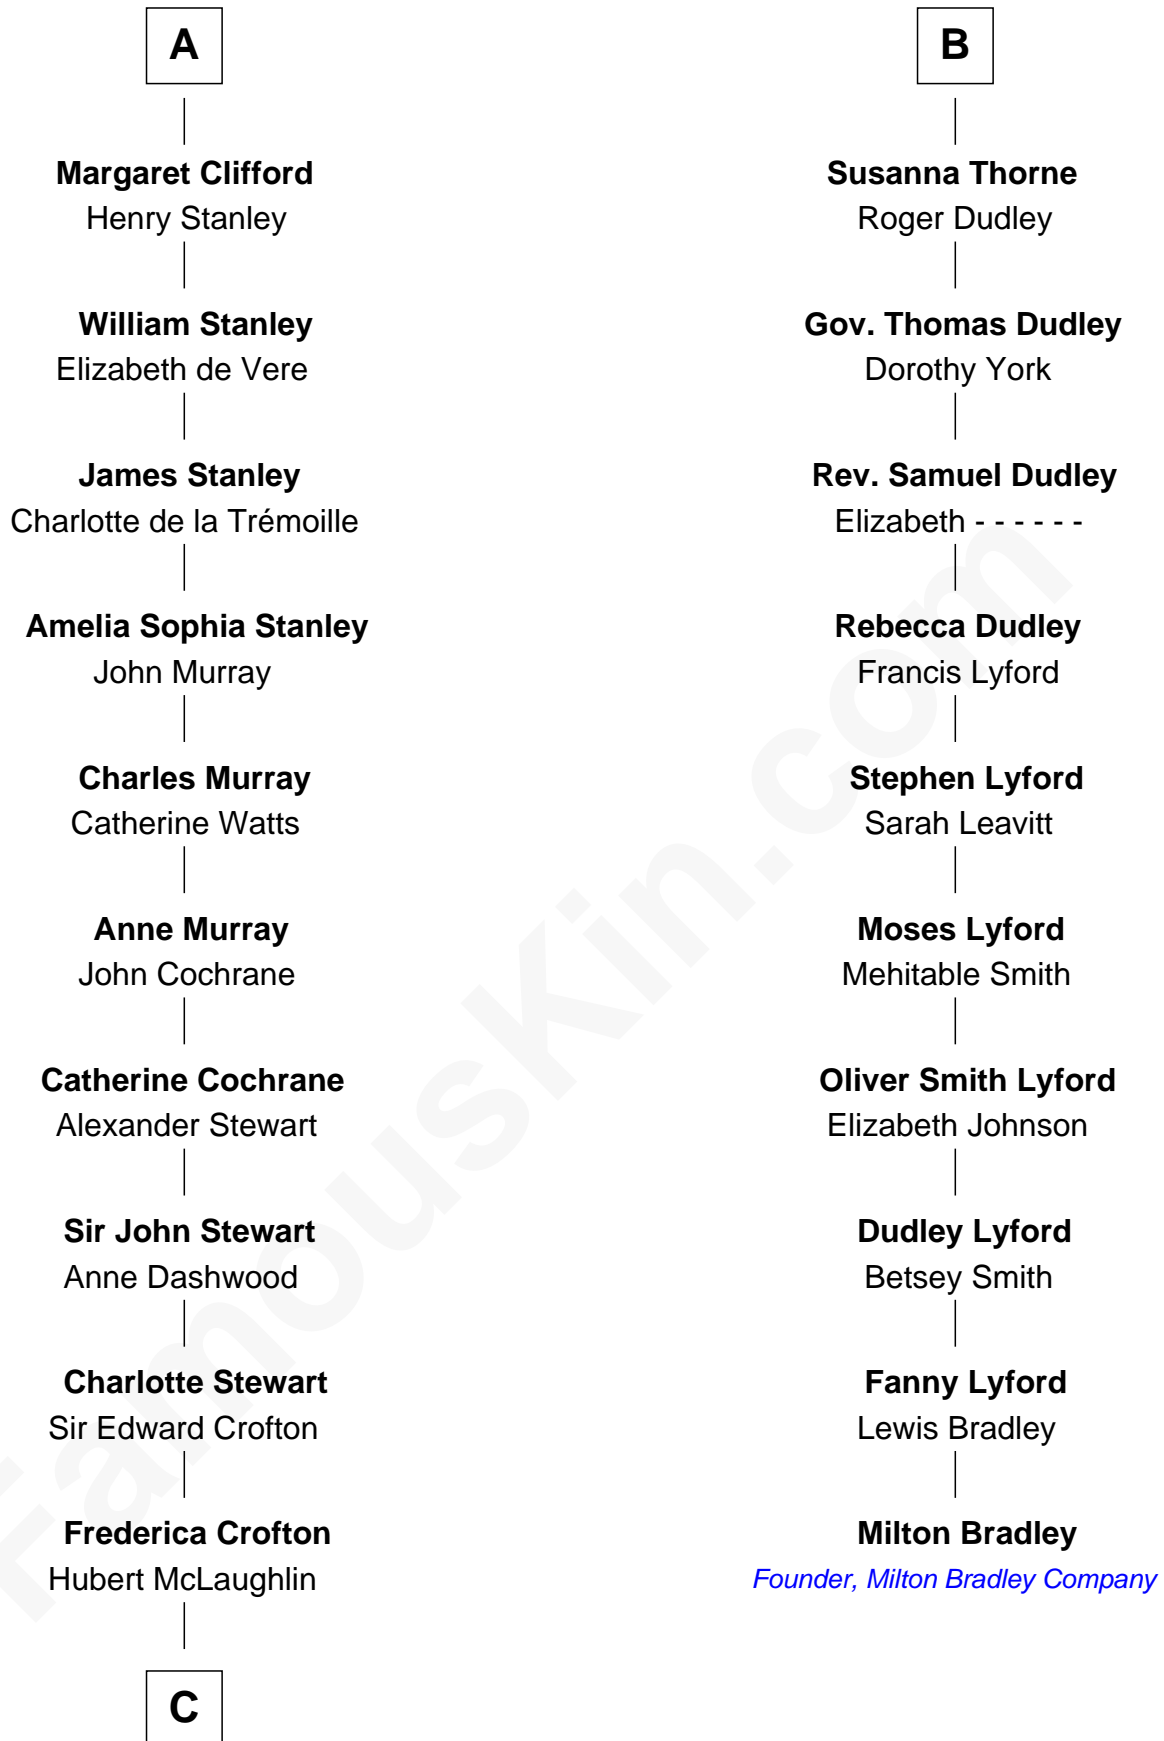 A
Margaret Clifford
Henry Stanley
William Stanley
Elizabeth de Vere
James Stanley
Charlotte de la Trémoille
Amelia Sophia Stanley
John Murray
Charles Murray
Catherine Watts
Anne Murray
John Cochrane
Catherine Cochrane
Alexander Stewart
Sir John Stewart
Anne Dashwood
Charlotte Stewart
Sir Edward Crofton
Frederica Crofton
Hubert McLaughlin
C
B
Susanna Thorne
Roger Dudley
Gov. Thomas Dudley
Dorothy York
Rev. Samuel Dudley
Elizabeth - - - - - -
Rebecca Dudley
Francis Lyford
Stephen Lyford
Sarah Leavitt
Moses Lyford
Mehitable Smith
Oliver Smith Lyford
Elizabeth Johnson
Dudley Lyford
Betsey Smith
Fanny Lyford
Lewis Bradley
Milton Bradley
Founder, Milton Bradley Company
FamousKin.com